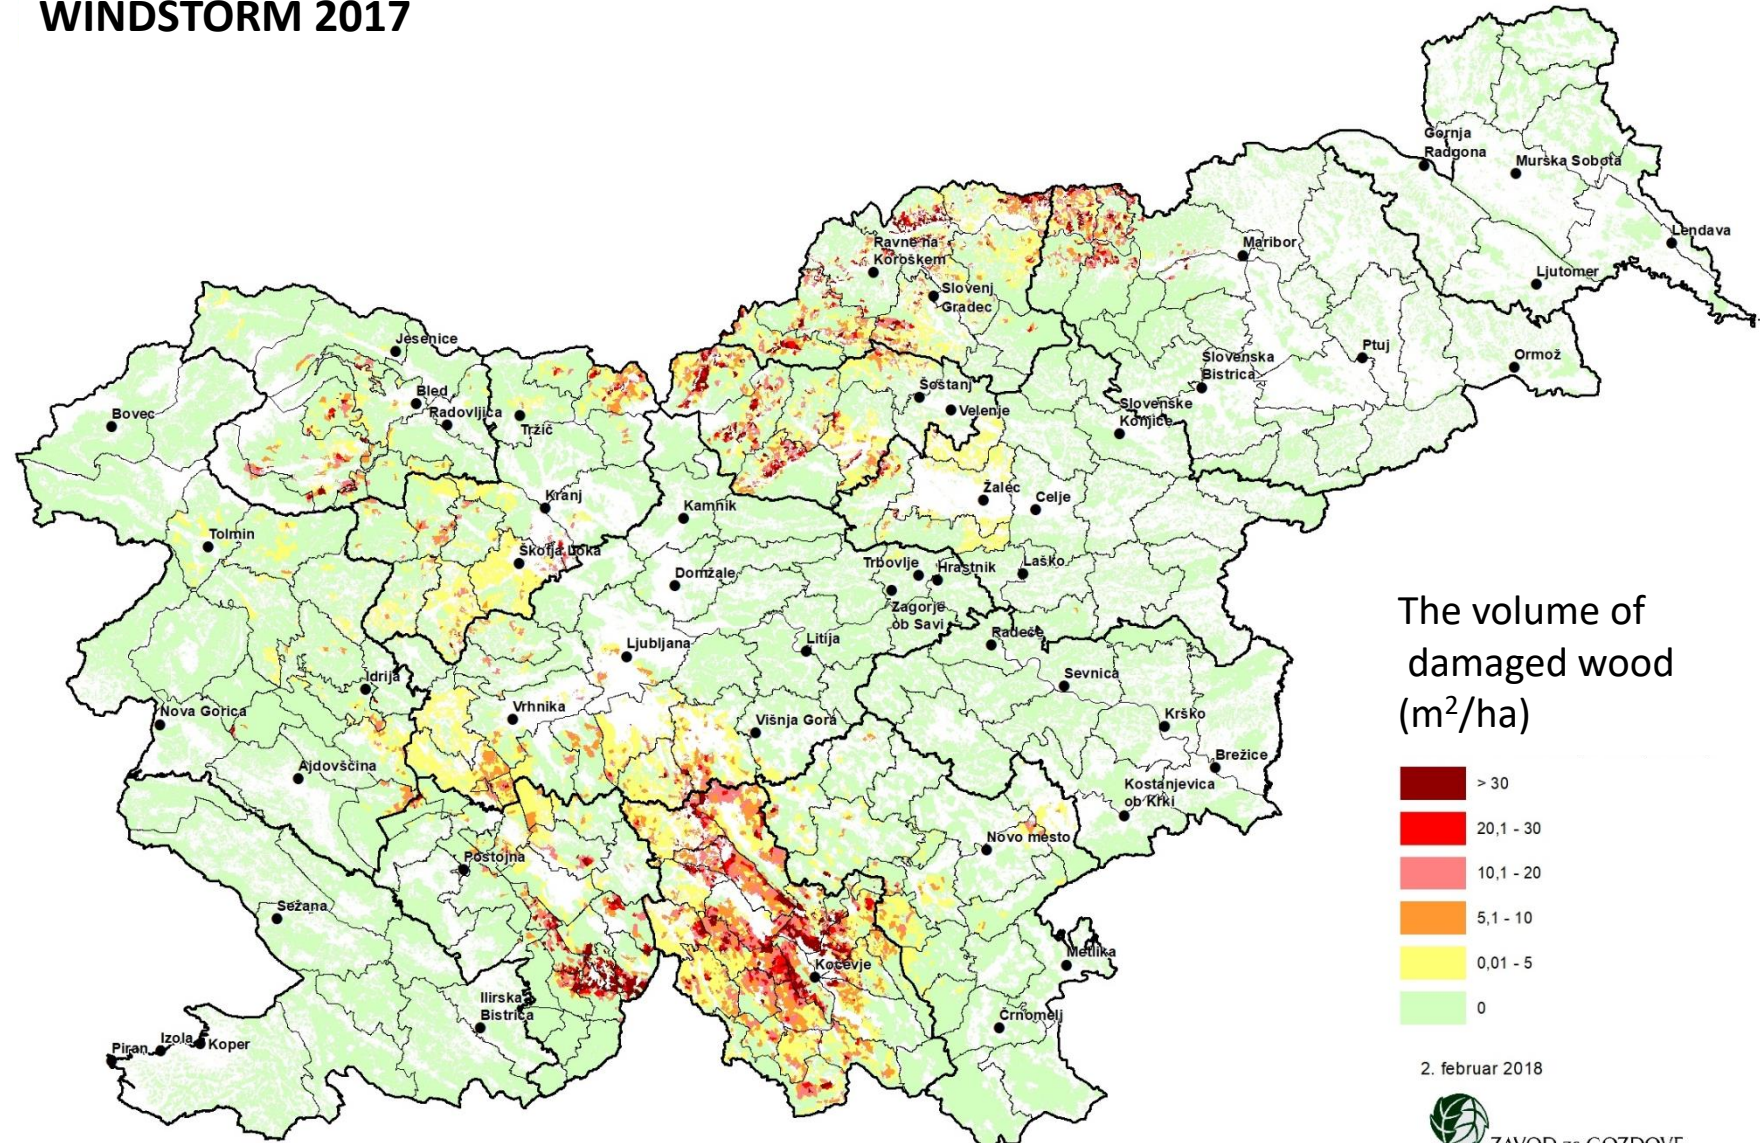 WINDSTORM 2017
Gornja
Radgona
Murska Sobota
Lendava
Ljutomer
Maribor
Ravne na
Koroškem
Slovenj
Gradec
Ptuj
Ormož
Slovenska
Bistrica
Slovenske
Konjice
Šoštanj
Velenje
Jesenice
Bled
Radovljica
Tržič
Bovec
Kranj
Kamnik
Žalec
Celje
Tolmin
Škofja Loka
Domžale
Trbovlje
Hrastnik
Laško
Zagorje
ob Savi
Radeče
Litija
Ljubljana
Sevnica
Idrija
Nova Gorica
Vrhnika
Višnja Gora
Krško
Brežice
Ajdovščina
Kostanjevica
ob Krki
Novo mesto
Postojna
Sežana
Metlika
Kočevje
Ilirska
Bistrica
Črnomelj
Piran
Izola
Koper
The volume of
damaged wood
(m²/ha)
> 30
20,1 - 30
10,1 - 20
5,1 - 10
0,01 - 5
0
2. februar 2018
ZAVOD za GOZDOVE